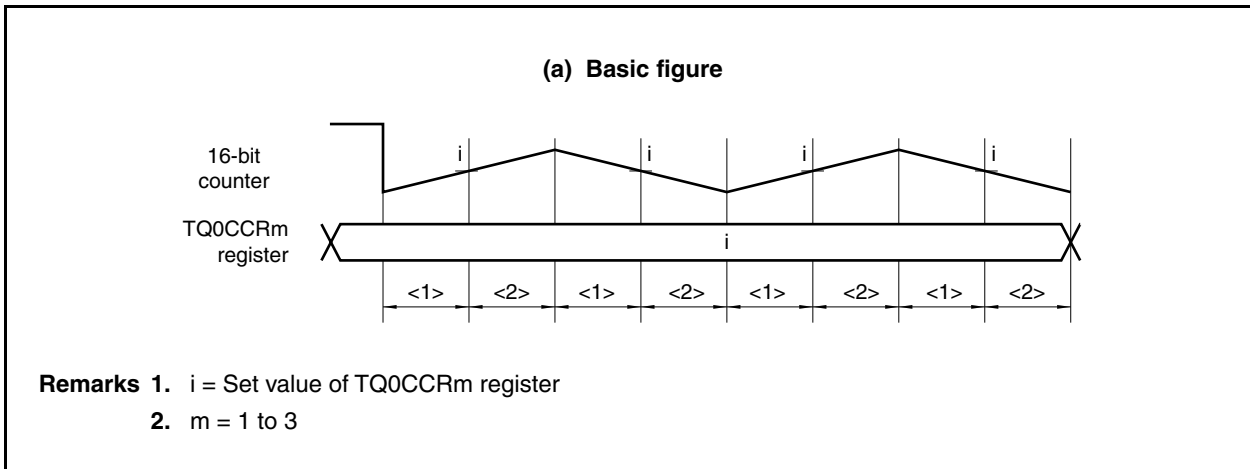 (a) Basic figure
16-bit
counter
i i i i
TQ0CCRm
register
i
<1> <2> <1> <2> <1> <2> <1> <2>
Remarks 1. i = Set value of TQ0CCRm register
2. m = 1 to 3